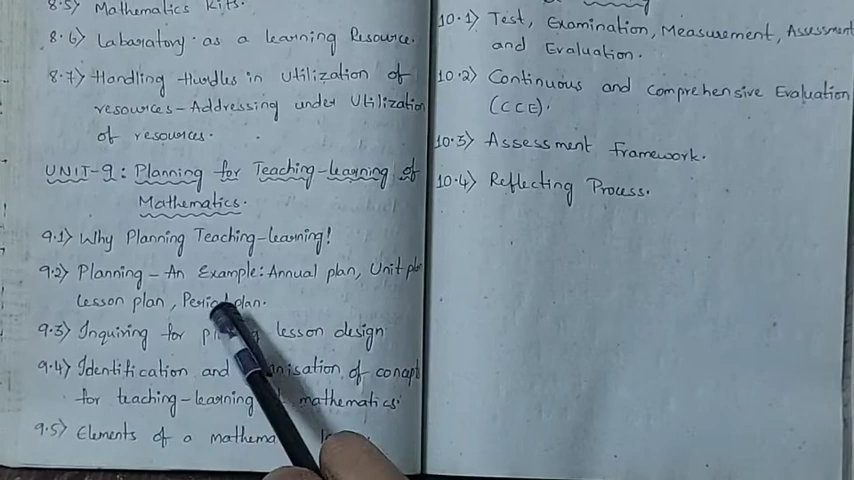 8.5) Mathematics Kits.
8.6) Labaratory as a learning Resource.
8.7) Handling Hurdles in Utilization of
resources - Addressing under Utilization
of resources.
UNIT-9: Planning for Teaching-learning of
Mathematics.
9.1) Why Planning Teaching-learning!
9.2) Planning - An Example: Annual plan, Unit plan
lesson plan, Period plan.
9.3) Inquiring for lesson design
9.4) Identification and of concept
for teaching-learning mathematics.
9.5) Elements of a
10.1) Test, Examination, Measurement, Assessment
and Evaluation.
10.2) Continuous and Comprehensive Evaluation
(CCE).
10.3) Assessment framework.
10.4) Reflecting Process.